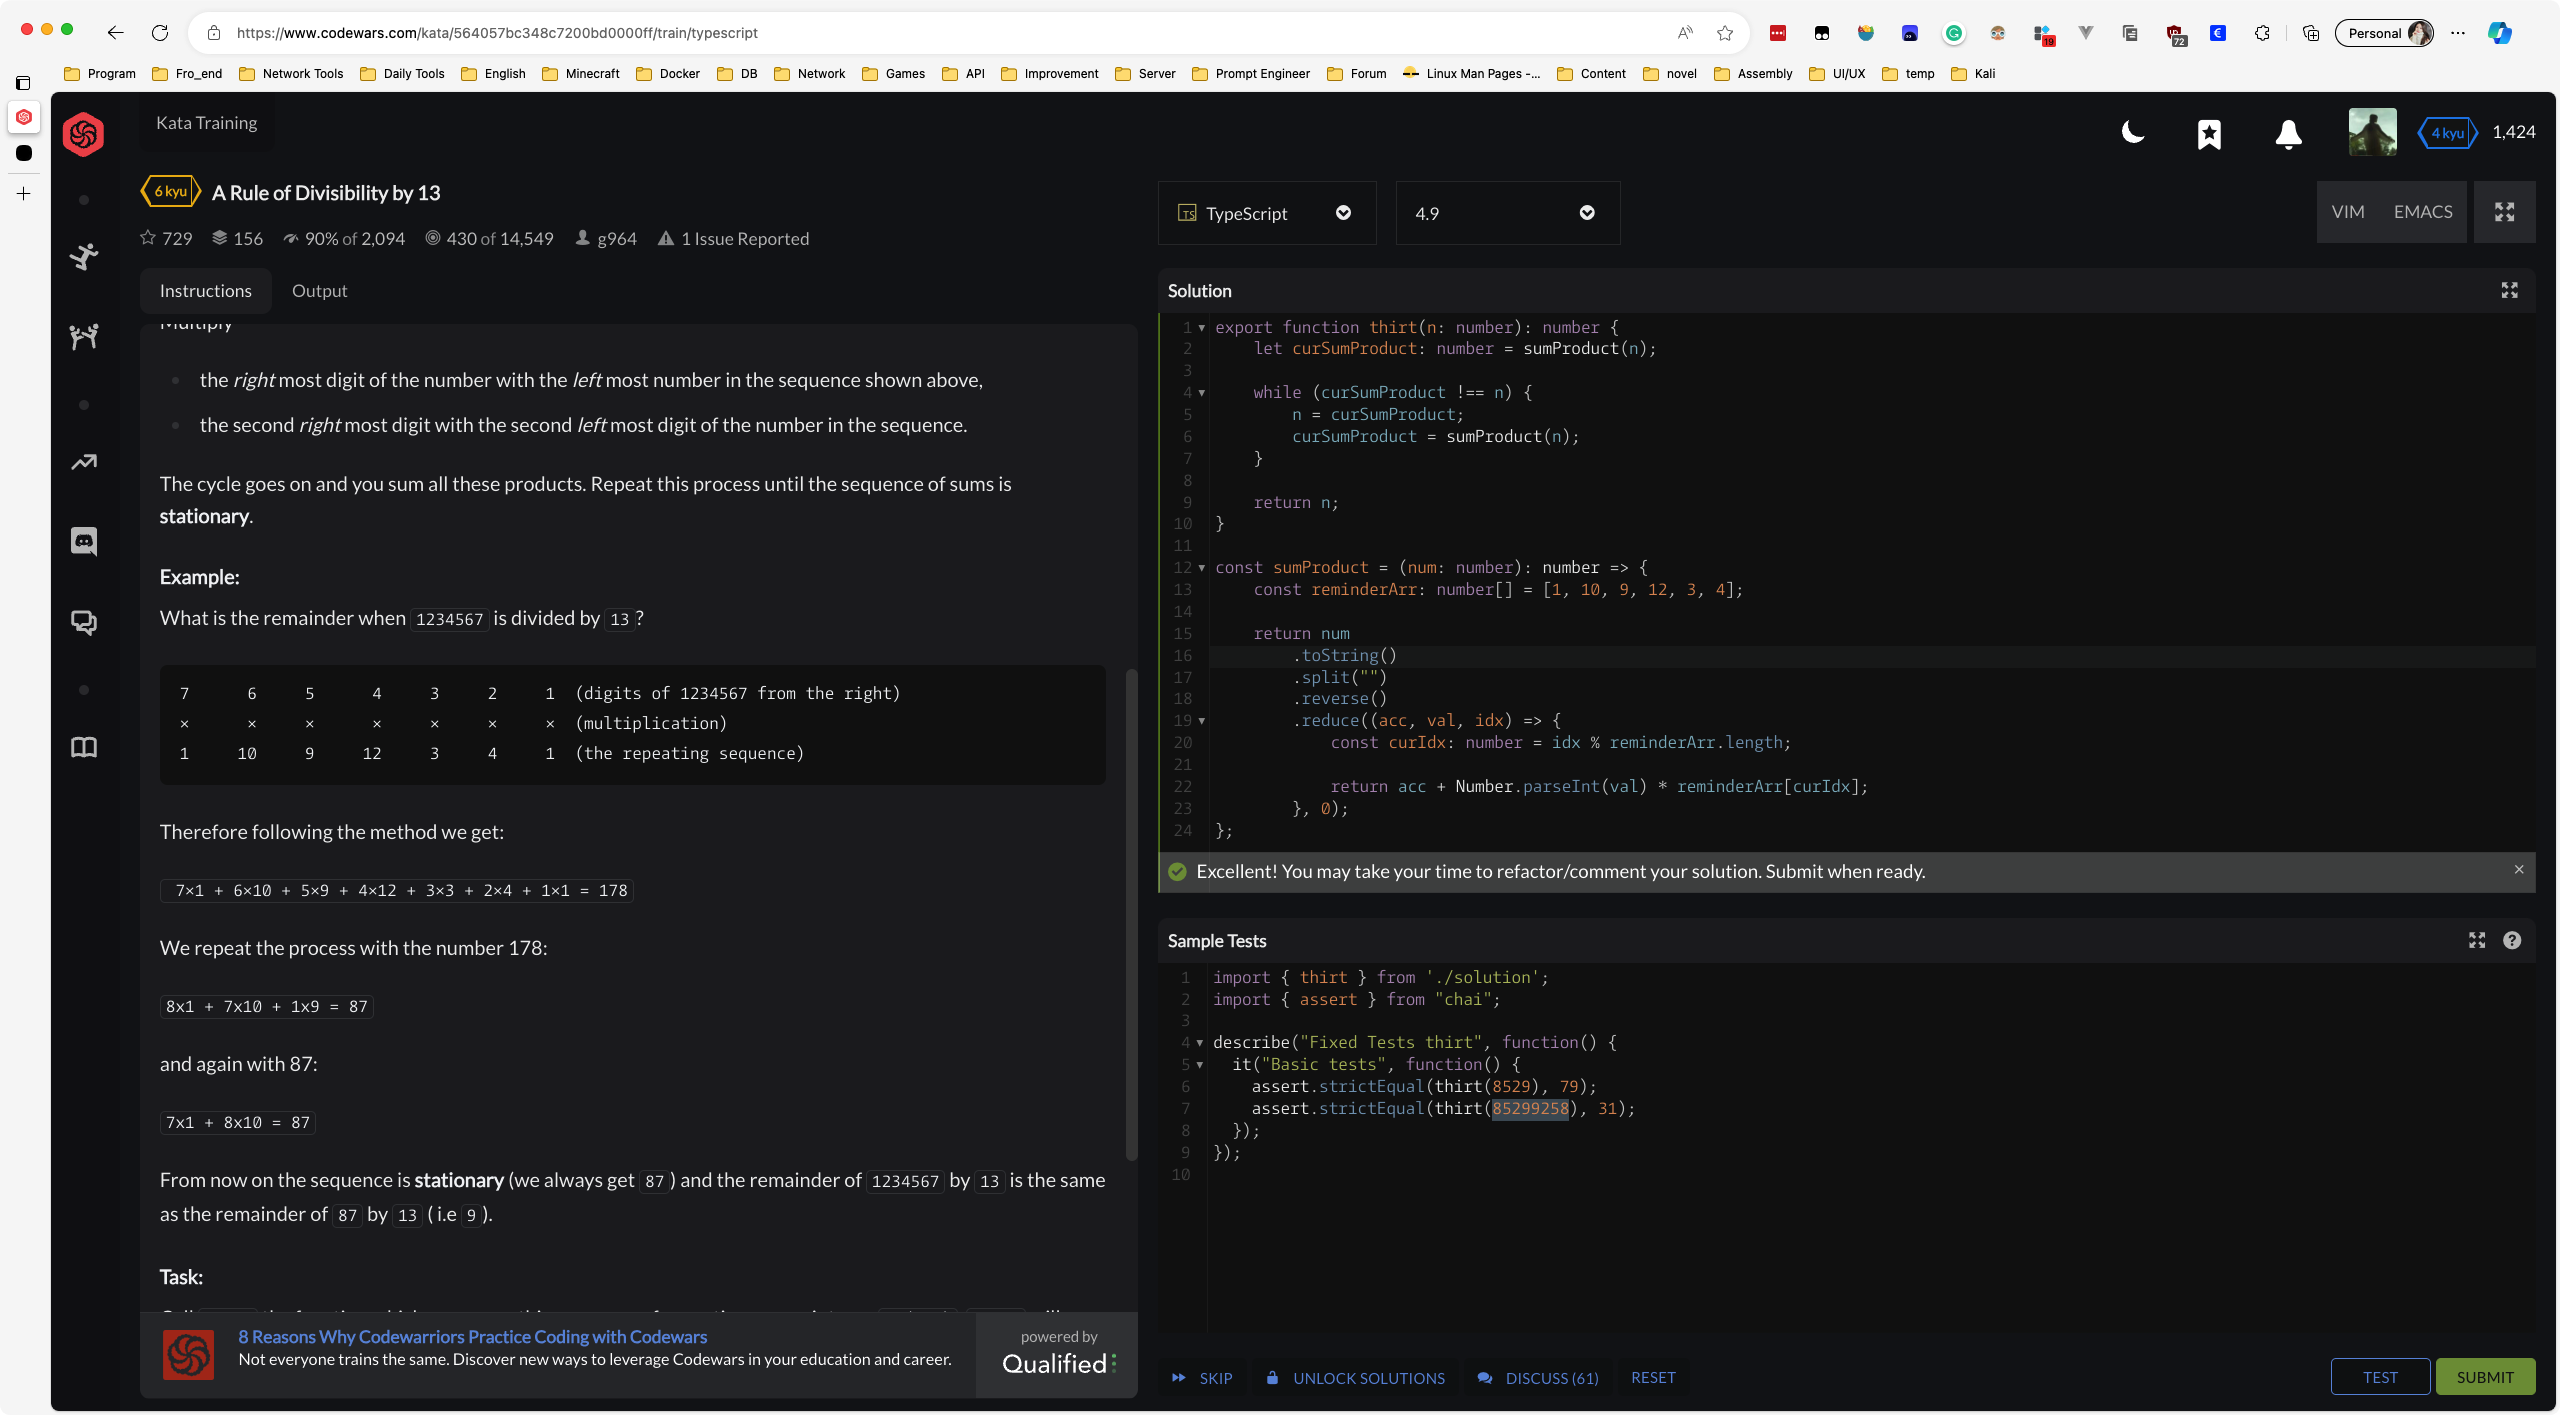 https://www.codewars.com/kata/564057bc348c7200bd0000ff/train/typescript
19
72
Personal
Program
Fro_end
Network Tools
Daily Tools
English
Minecraft
Docker
DB
Network
Games
API
Improvement
Server
Prompt Engineer
Forum
Linux Man Pages -...
Content
novel
Assembly
UI/UX
temp
Kali
Kata Training
4 kyu 1,424
6 kyu A Rule of Divisibility by 13
729 156 90% of 2,094 430 of 14,549 g964 1 Issue Reported
TS TypeScript
4.9
VIM EMACS
Instructions Output
Multiply
the right most digit of the number with the left most number in the sequence shown above,
the second right most digit with the second left most digit of the number in the sequence.
The cycle goes on and you sum all these products. Repeat this process until the sequence of sums is
stationary.
Example:
What is the remainder when 1234567 is divided by 13?
7 6 5 4 3 2 1 (digits of 1234567 from the right)
× × × × × × × (multiplication)
1 10 9 12 3 4 1 (the repeating sequence)
Therefore following the method we get:
7×1 + 6×10 + 5×9 + 4×12 + 3×3 + 2×4 + 1×1 = 178
We repeat the process with the number 178:
8x1 + 7x10 + 1x9 = 87
and again with 87:
7x1 + 8x10 = 87
From now on the sequence is stationary (we always get 87) and the remainder of 1234567 by 13 is the same
as the remainder of 87 by 13 ( i.e 9).
Task:
8 Reasons Why Codewarriors Practice Coding with Codewars
Not everyone trains the same. Discover new ways to leverage Codewars in your education and career.
powered by
Qualified
Solution
1 export function thirt(n: number): number {
2     let curSumProduct: number = sumProduct(n);
3
4     while (curSumProduct !== n) {
5         n = curSumProduct;
6         curSumProduct = sumProduct(n);
7     }
8
9     return n;
10 }
11
12 const sumProduct = (num: number): number => {
13     const reminderArr: number[] = [1, 10, 9, 12, 3, 4];
14
15     return num
16         .toString()
17         .split("")
18         .reverse()
19         .reduce((acc, val, idx) => {
20             const curIdx: number = idx % reminderArr.length;
21
22             return acc + Number.parseInt(val) * reminderArr[curIdx];
23         }, 0);
24 };
Excellent! You may take your time to refactor/comment your solution. Submit when ready.
Sample Tests
1 import { thirt } from './solution';
2 import { assert } from "chai";
3
4 describe("Fixed Tests thirt", function() {
5   it("Basic tests", function() {
6     assert.strictEqual(thirt(8529), 79);
7     assert.strictEqual(thirt(85299258), 31);
8   });
9 });
10
SKIP UNLOCK SOLUTIONS DISCUSS (61) RESET
TEST SUBMIT